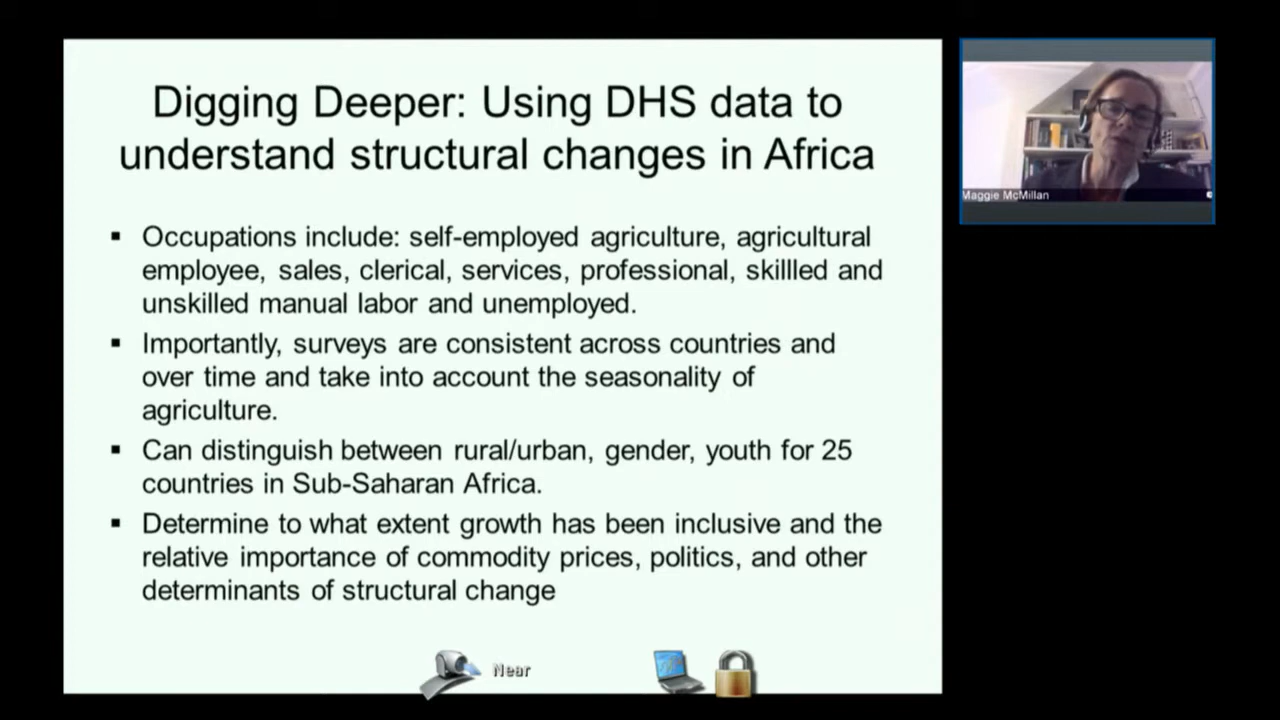 Digging Deeper: Using DHS data to
understand structural changes in Africa
▪ Occupations include: self-employed agriculture, agricultural
employee, sales, clerical, services, professional, skillled and
unskilled manual labor and unemployed.
▪ Importantly, surveys are consistent across countries and
over time and take into account the seasonality of
agriculture.
▪ Can distinguish between rural/urban, gender, youth for 25
countries in Sub-Saharan Africa.
▪ Determine to what extent growth has been inclusive and the
relative importance of commodity prices, politics, and other
determinants of structural change
Near
Maggie McMillan